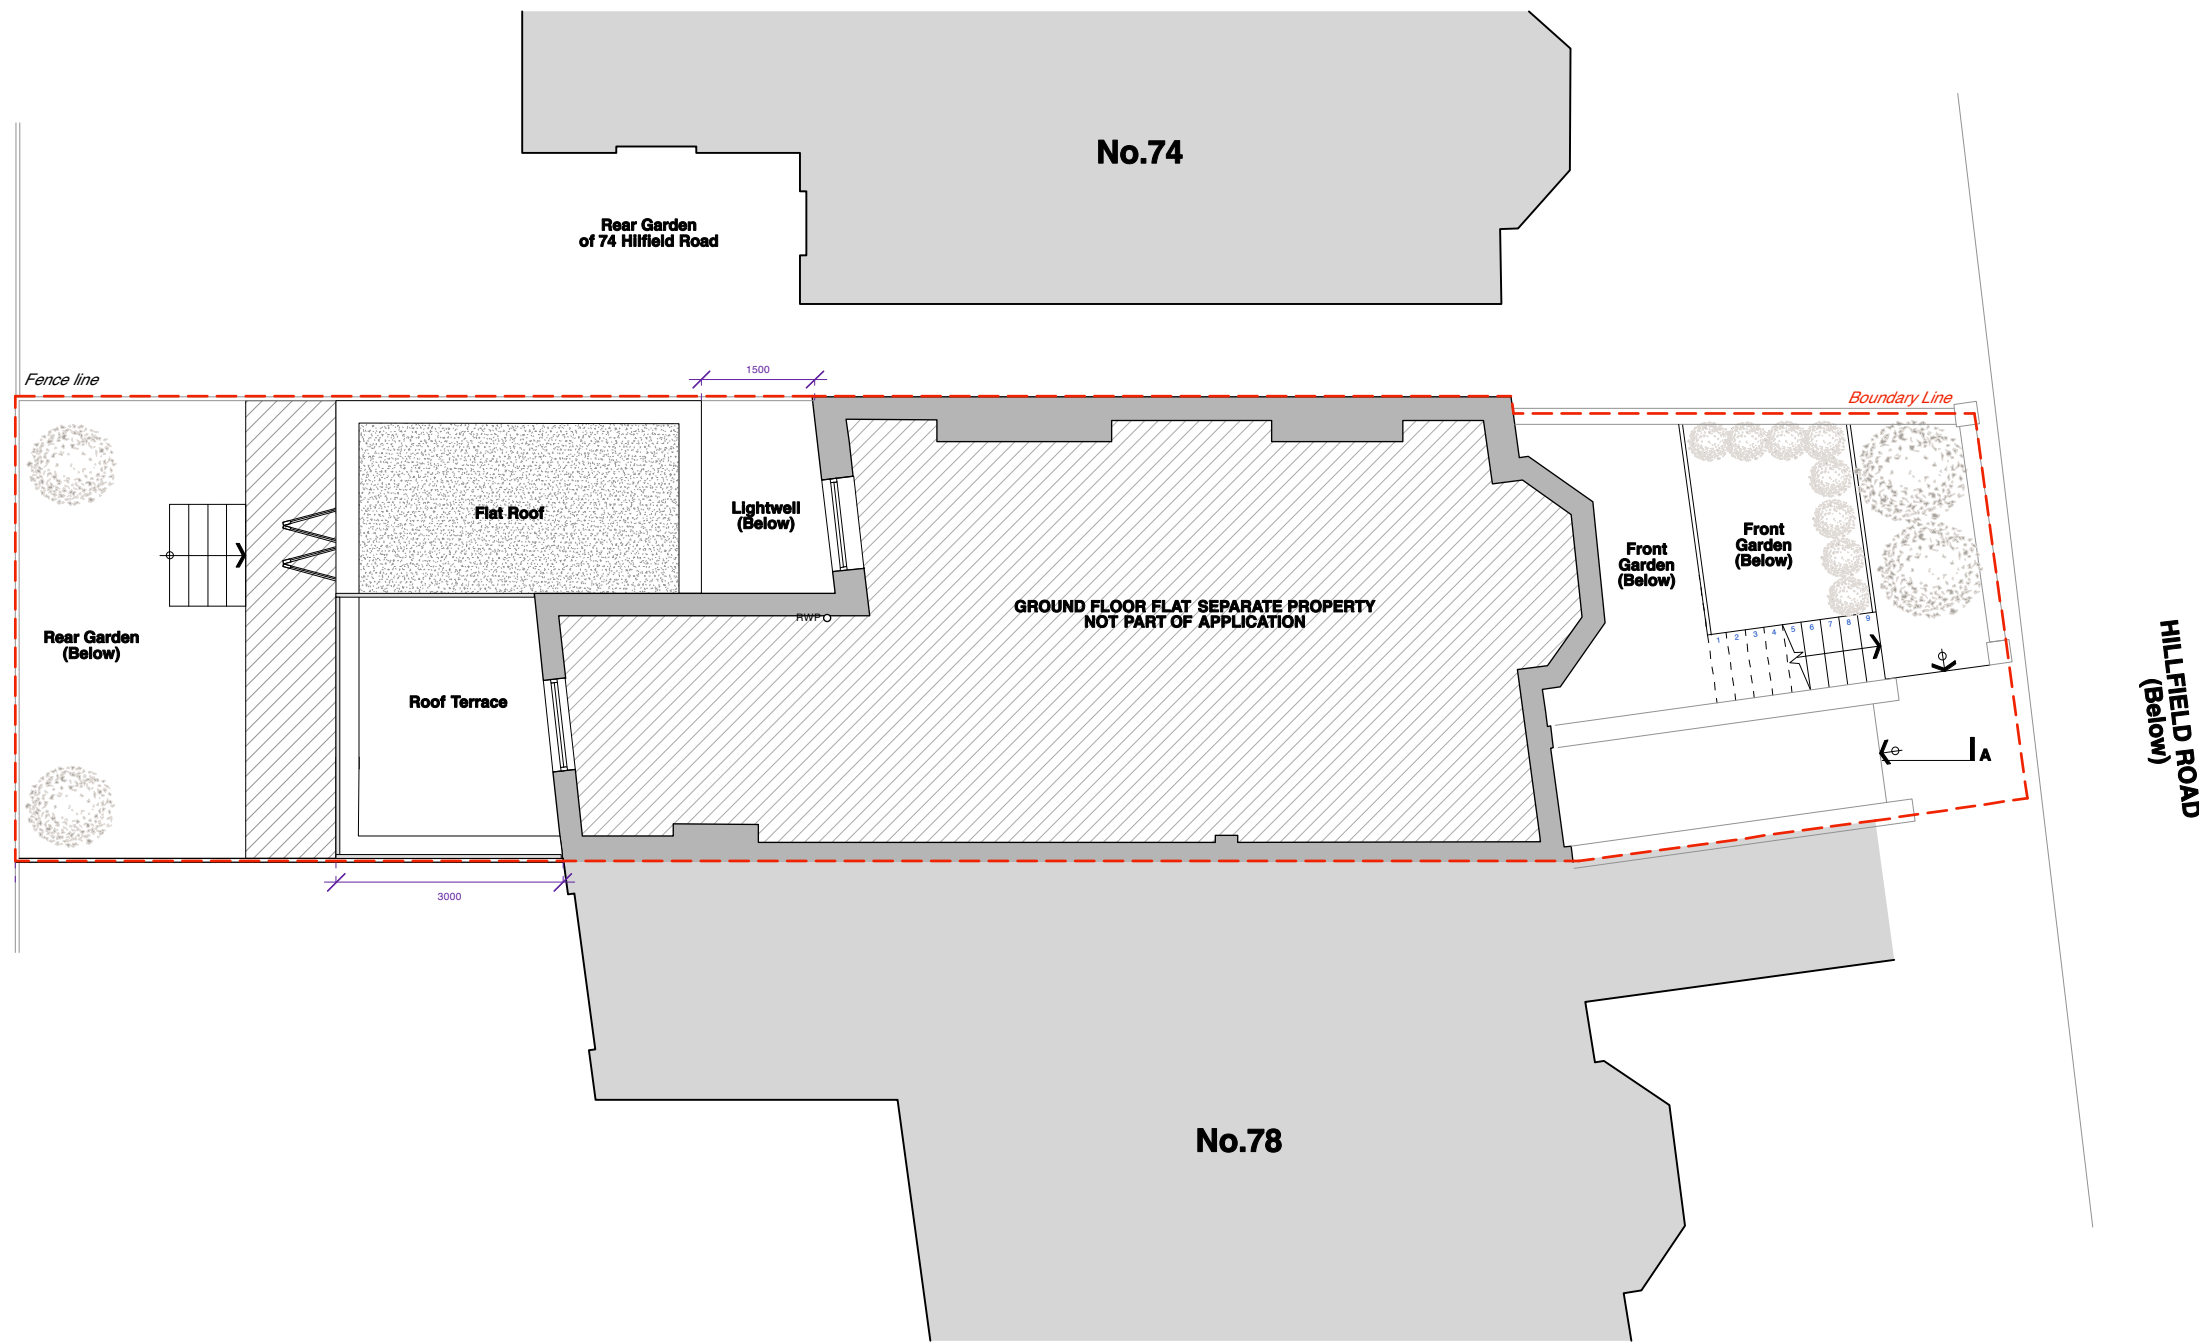 No.74
Rear Garden
of 74 Hilfield Road
1500
Fence line
Boundary Line
Flat Roof
Lightwell
(Below)
Front
Garden
(Below)
Front
Garden
(Below)
GROUND FLOOR FLAT SEPARATE PROPERTY
NOT PART OF APPLICATION
RWP
1 2 3 4 5 6 7 8 9
Rear Garden
(Below)
Roof Terrace
HILLFIELD ROAD
(Below)
A
3000
No.78